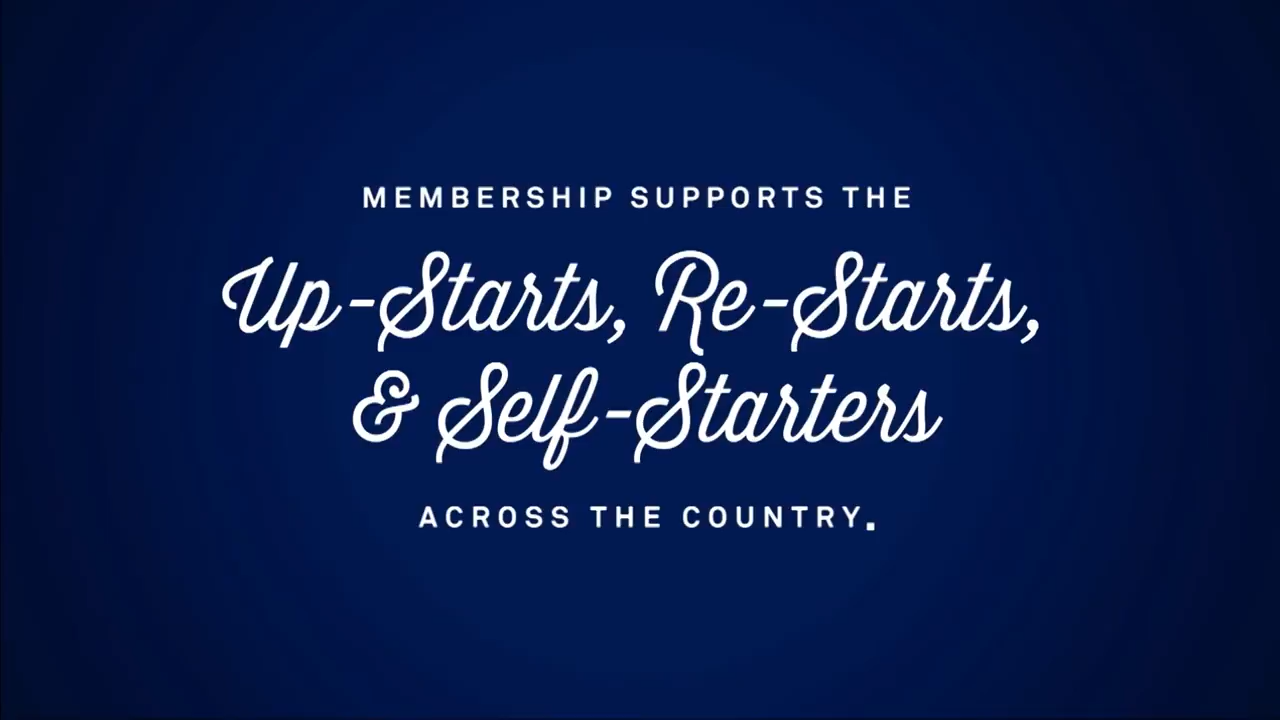 MEMBERSHIP SUPPORTS THE
Up-Starts, Re-Starts,
& Self-Starters
ACROSS THE COUNTRY.